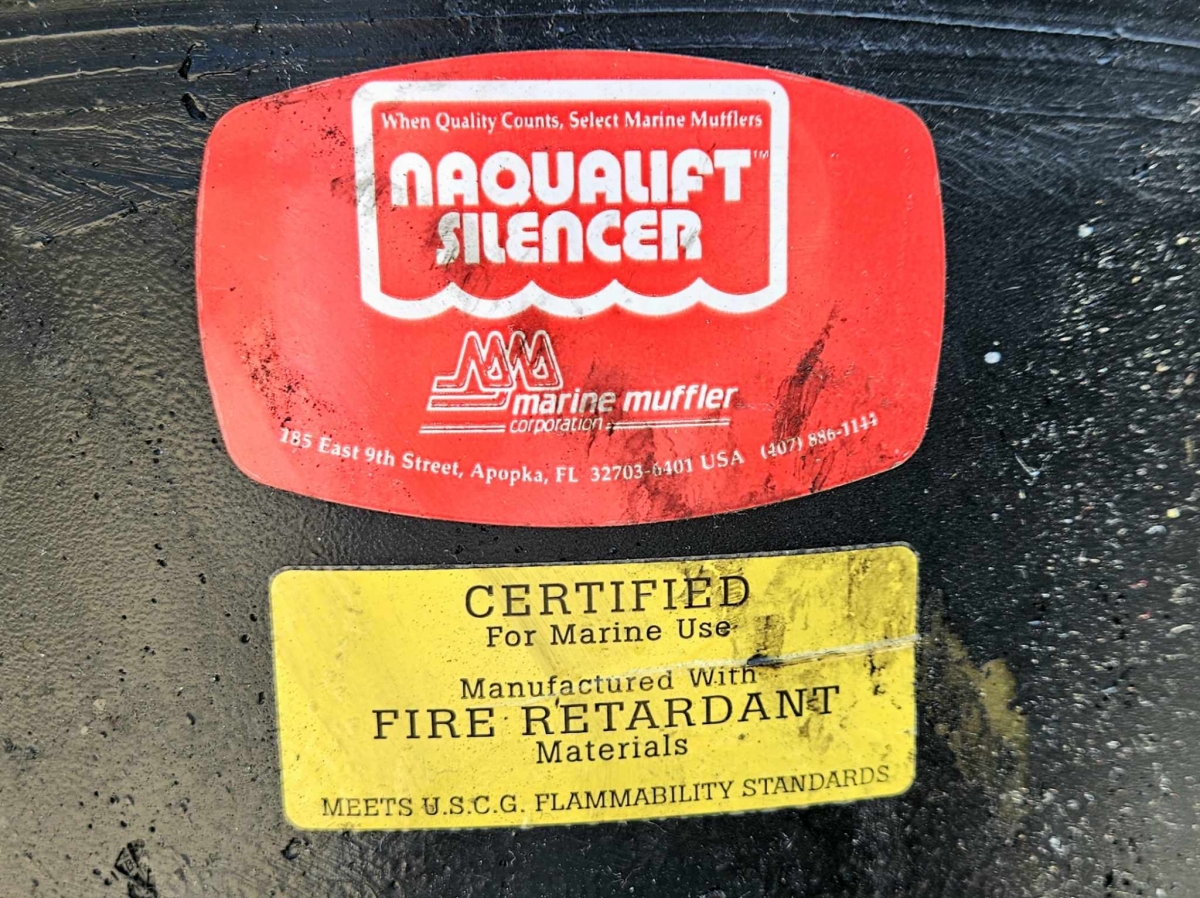 When Quality Counts, Select Marine Mufflers
NAQUALIFT™
SILENCER
marine muffler
corporation
185 East 9th Street, Apopka, FL 32703-6401 USA (407) 886-1144
CERTIFIED
For Marine Use
Manufactured With
FIRE RETARDANT
Materials
MEETS U.S.C.G. FLAMMABILITY STANDARDS